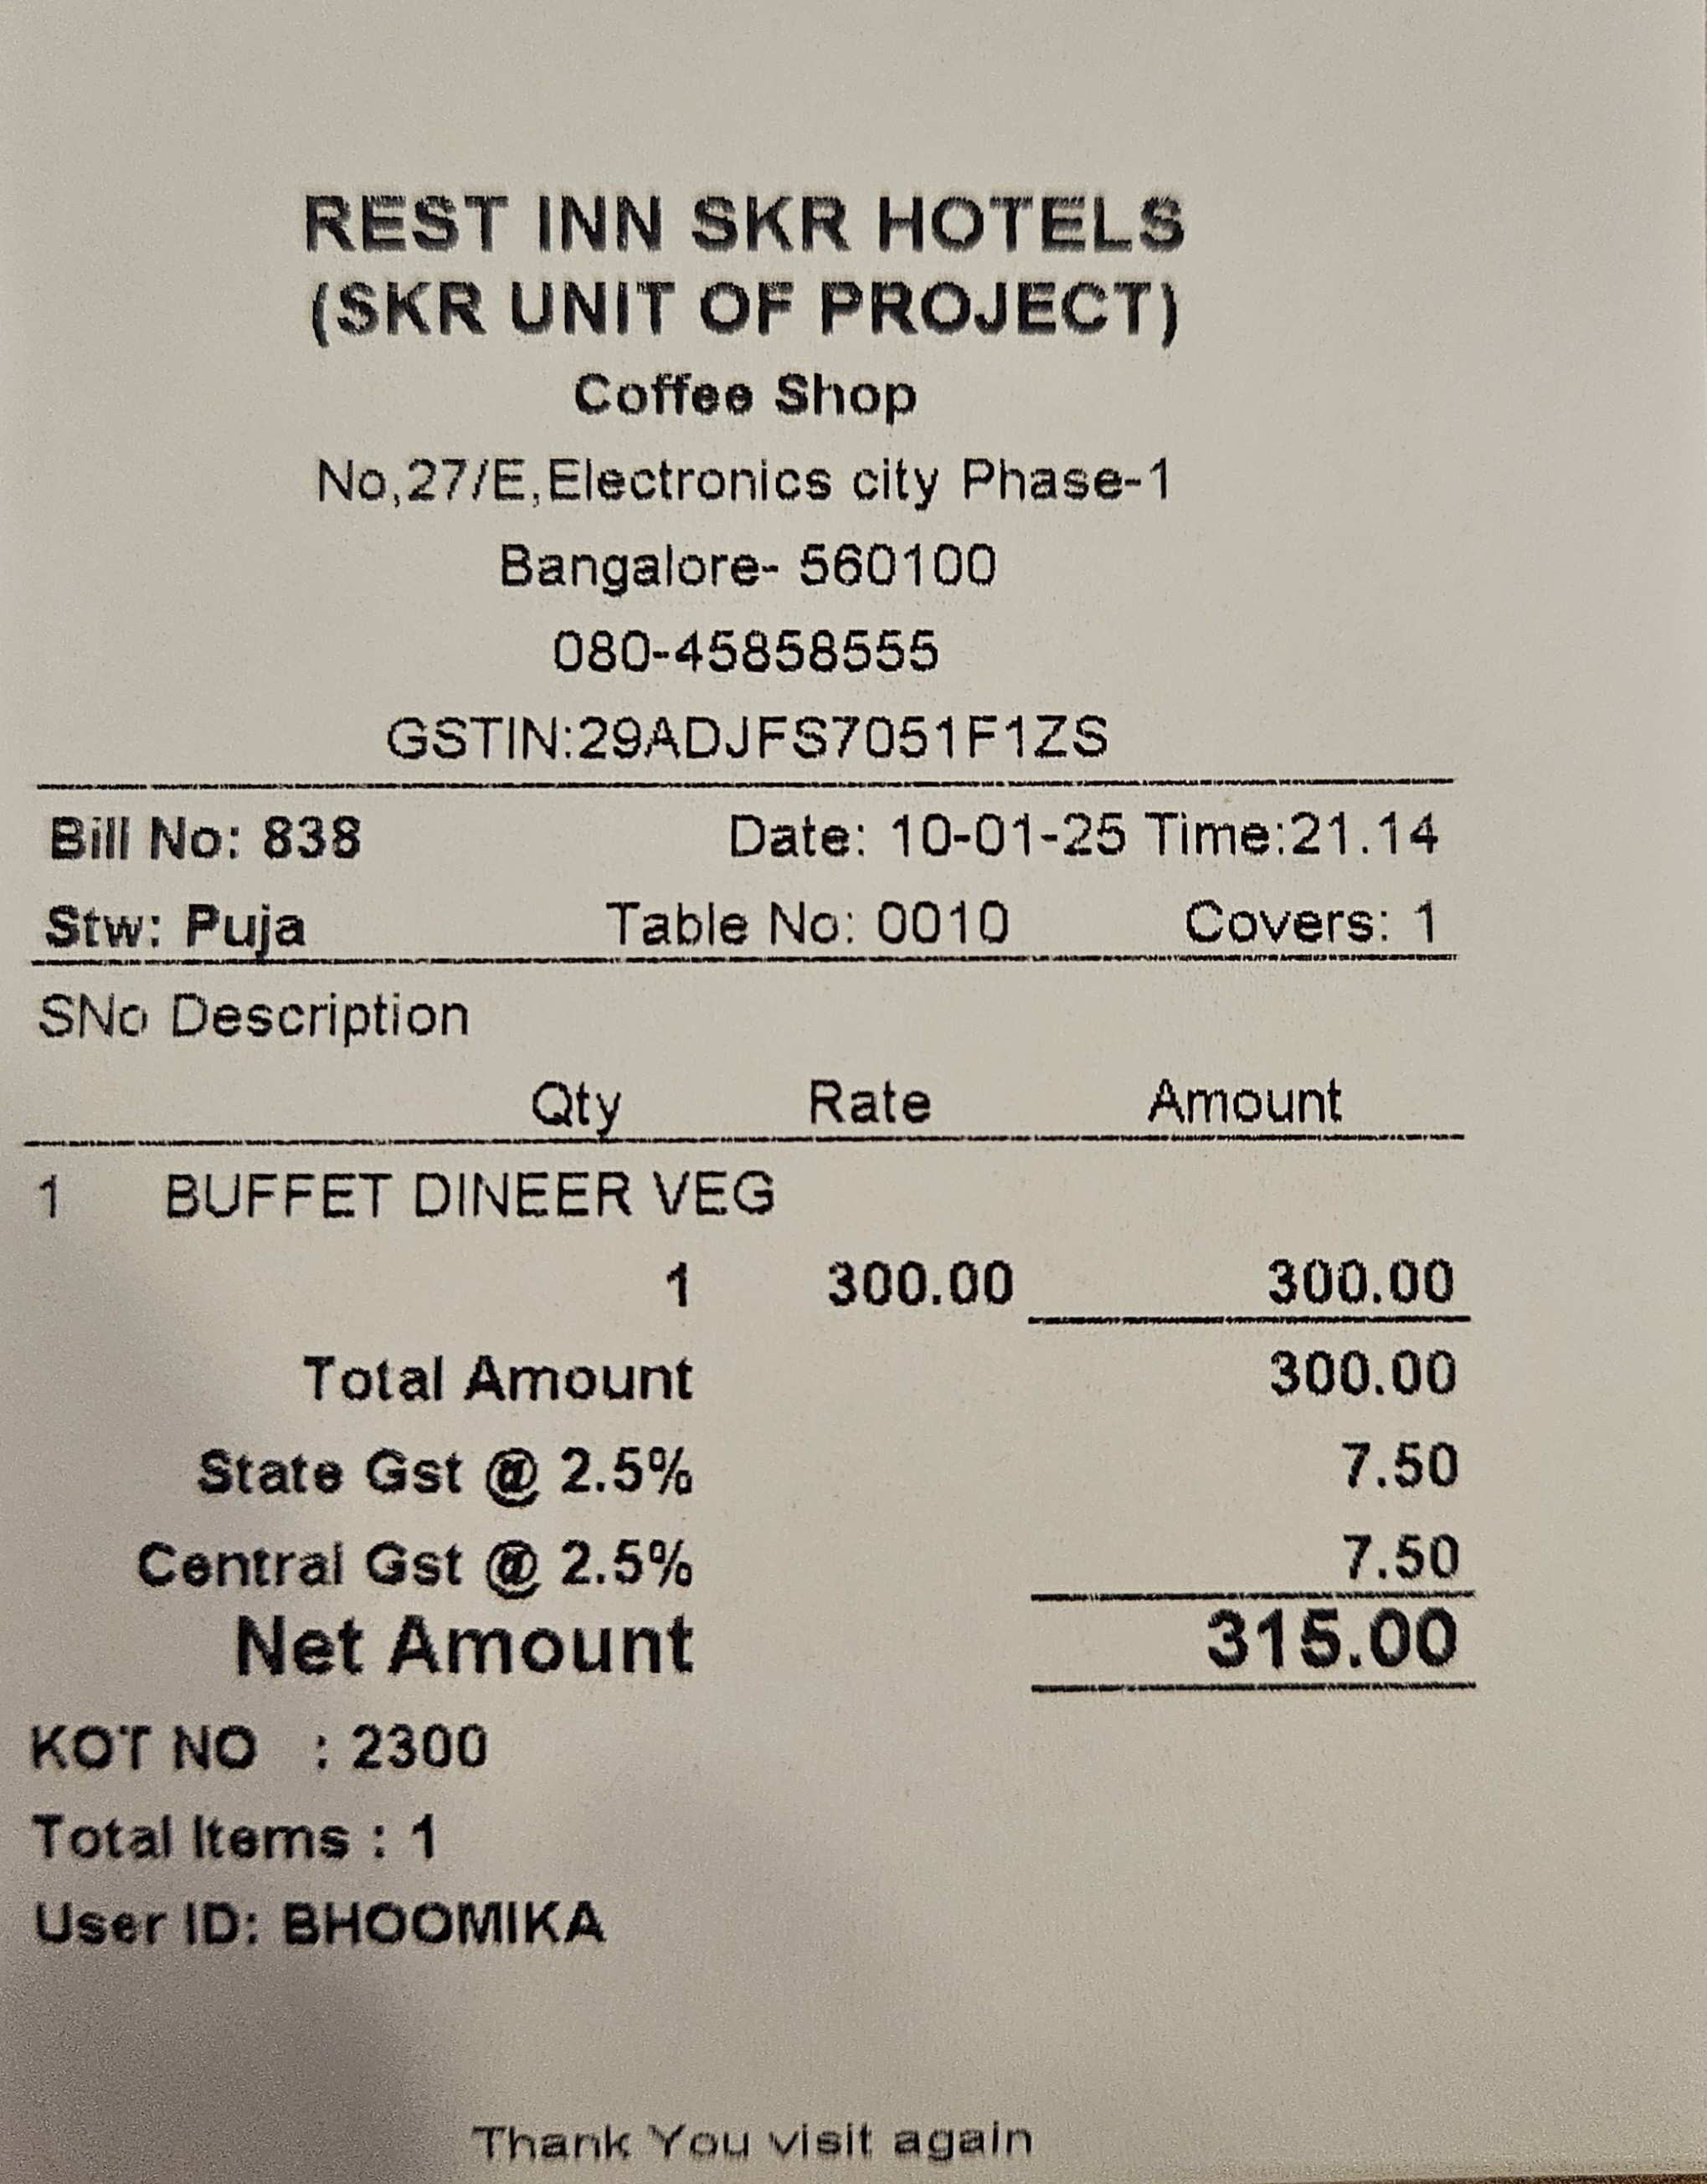 REST INN SKR HOTELS
(SKR UNIT OF PROJECT)
Coffee Shop
No,27/E,Electronics city Phase-1
Bangalore- 560100
080-45858555
GSTIN:29ADJFS7051F1ZS
Bill No: 838 Date: 10-01-25 Time:21.14
Stw: Puja Table No: 0010 Covers: 1
SNo Description
Qty Rate Amount
1 BUFFET DINEER VEG
1 300.00 300.00
Total Amount 300.00
State Gst @ 2.5% 7.50
Central Gst @ 2.5% 7.50
Net Amount 315.00
KOT NO : 2300
Total Items : 1
User ID: BHOOMIKA
Thank You visit again